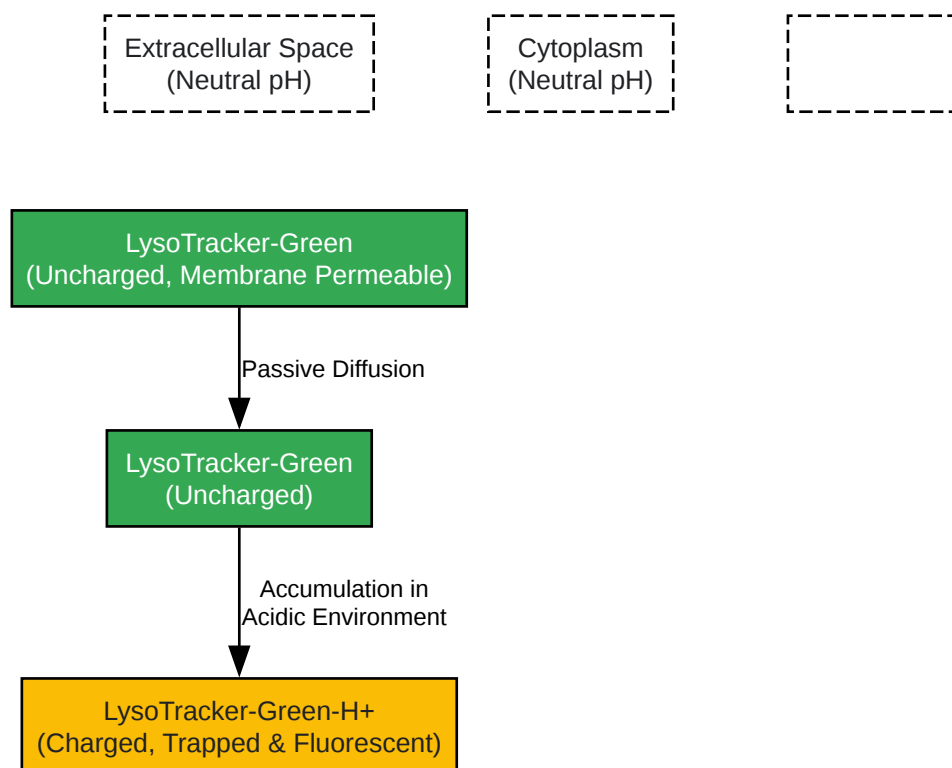 Extracellular Space
(Neutral pH)
Cytoplasm
(Neutral pH)
LysoTracker-Green
(Uncharged, Membrane Permeable)
Passive Diffusion
LysoTracker-Green
(Uncharged)
Accumulation in
Acidic Environment
LysoTracker-Green-H+
(Charged, Trapped & Fluorescent)